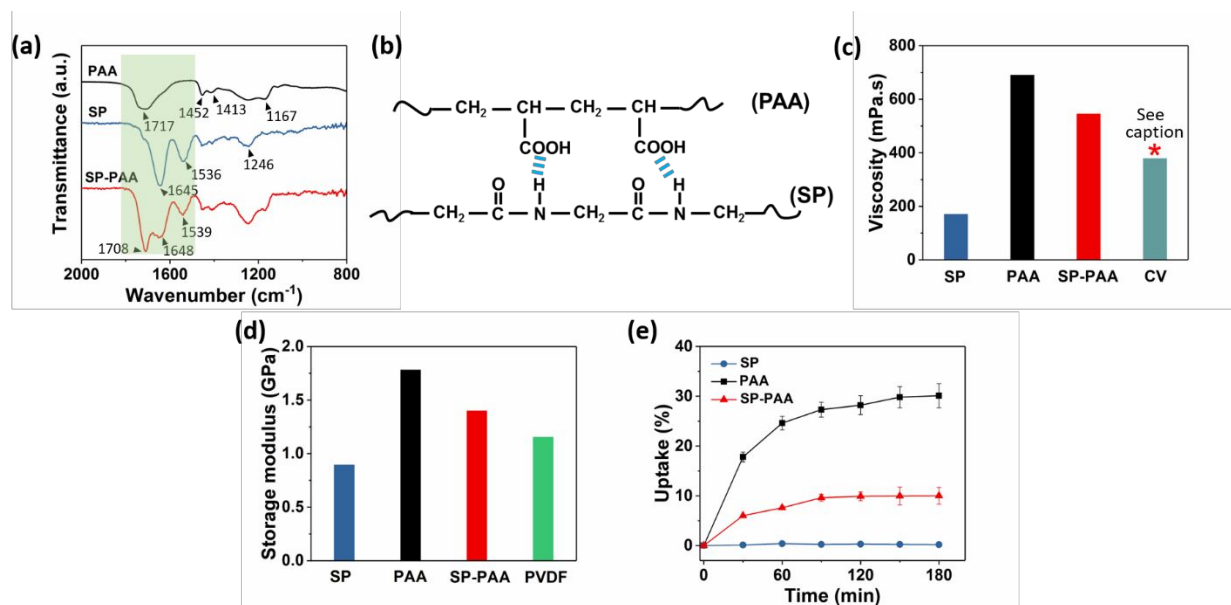 (a)
Transmittance (a.u.)
PAA
SP
SP-PAA
1717
1452
1413
1167
1645
1536
1246
1708
1648
1539
2000 1600 1200 800
Wavenumber (cm⁻¹)
(b)
CH₂ CH CH₂ CH (PAA)
COOH COOH
O H O H (SP)
CH₂ C N CH₂ C N CH₂
(c)
Viscosity (mPa.s)
800
600
400
200
0
See
caption
*
SP PAA SP-PAA CV
(d)
Storage modulus (GPa)
2.0
1.5
1.0
0.5
0.0
SP PAA SP-PAA PVDF
(e)
Uptake (%)
40
30
20
10
0
SP
PAA
SP-PAA
0 60 120 180
Time (min)